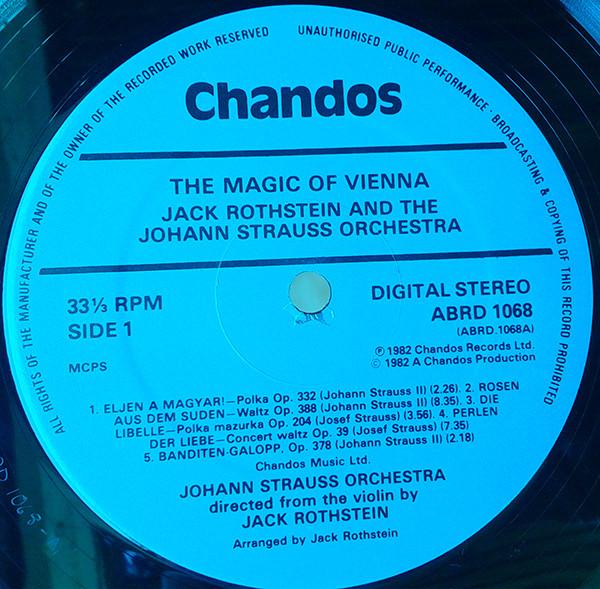 ALL RIGHTS OF THE MANUFACTURER AND OF THE OWNER OF THE RECORDED WORK RESERVED
UNAUTHORISED PUBLIC PERFORMANCE · BROADCASTING & COPYING OF THIS RECORD PROHIBITED
Chandos
THE MAGIC OF VIENNA
JACK ROTHSTEIN AND THE
JOHANN STRAUSS ORCHESTRA
33⅓ RPM
SIDE 1
MCPS
DIGITAL STEREO
ABRD 1068
(ABRD.1068A)
℗ 1982 Chandos Records Ltd.
© 1982 A Chandos Production
1. ELJEN A MAGYAR!—Polka Op. 332 (Johann Strauss II) (2.26). 2. ROSEN
AUS DEM SUDEN—Waltz Op. 388 (Johann Strauss II) (8.35). 3. DIE
LIBELLE—Polka mazurka Op. 204 (Josef Strauss) (3.56). 4. PERLEN
DER LIEBE—Concert waltz Op. 39 (Josef Strauss) (7.35)
5. BANDITEN-GALOPP. Op. 378 (Johann Strauss II) (2.18)
Chandos Music Ltd.
JOHANN STRAUSS ORCHESTRA
directed from the violin by
JACK ROTHSTEIN
Arranged by Jack Rothstein